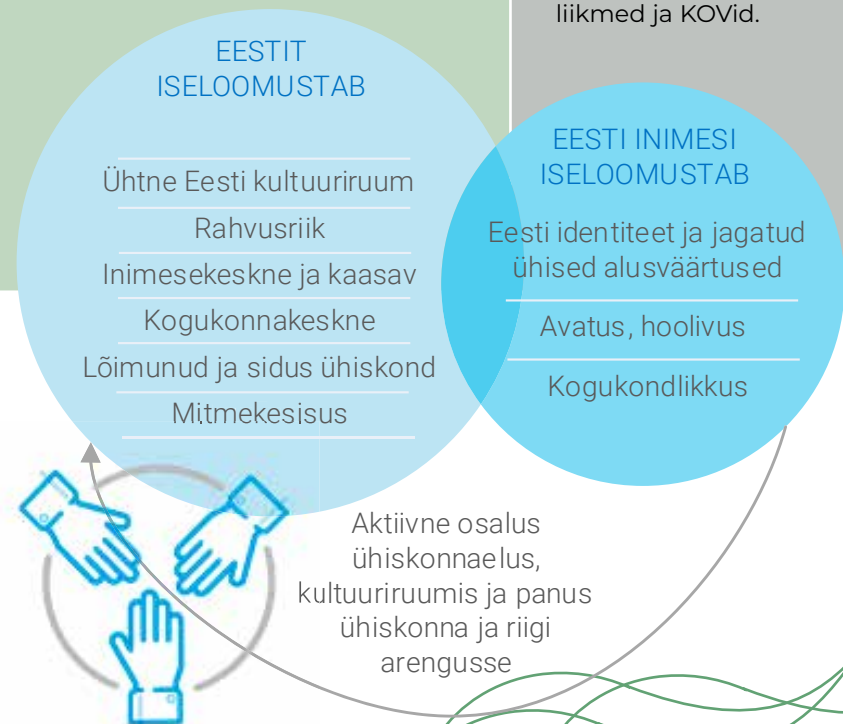 liikmed ja KOVid.
EESTIT
ISELOOMUSTAB
Ühtne Eesti kultuuriruum
Rahvusriik
Inimesekeskne ja kaasav
Kogukonnakeskne
Lõimunud ja sidus ühiskond
Mitmekesisus
EESTI INIMESI
ISELOOMUSTAB
Eesti identiteet ja jagatud
ühised alusväärtused
Avatus, hoolivus
Kogukondlikkus
Aktiivne osalus
ühiskonnaelus,
kultuuriruumis ja panus
ühiskonna ja riigi
arengusse